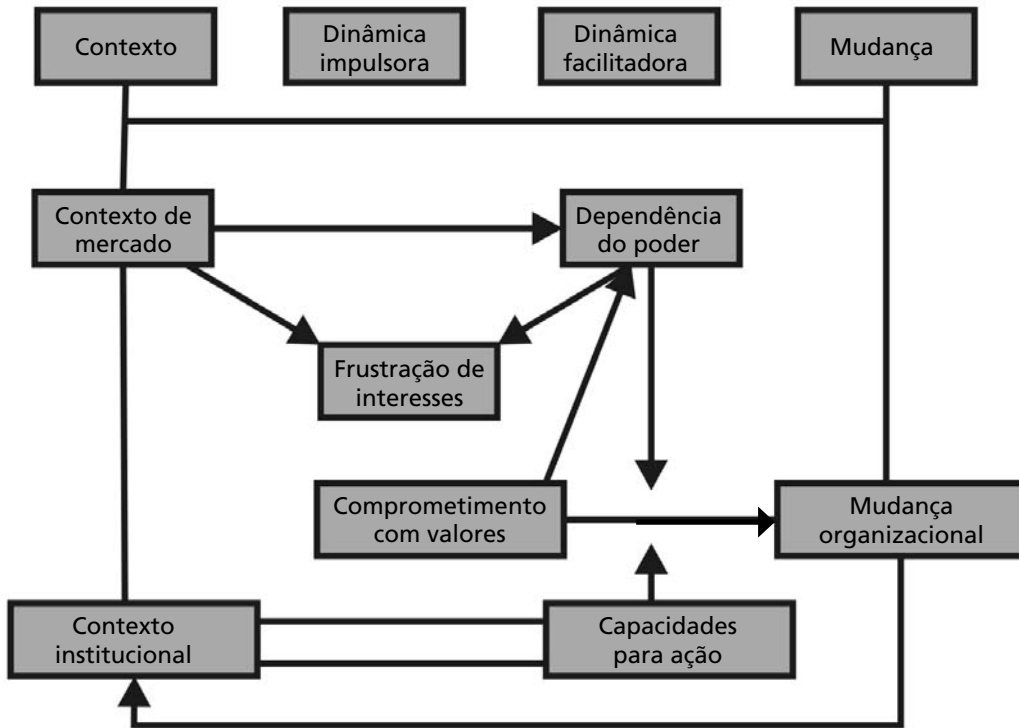 Contexto
Dinâmica
impulsora
Dinâmica
facilitadora
Mudança
Contexto de
mercado
Dependência
do poder
Frustração de
interesses
Comprometimento
com valores
Mudança
organizacional
Contexto
institucional
Capacidades
para ação